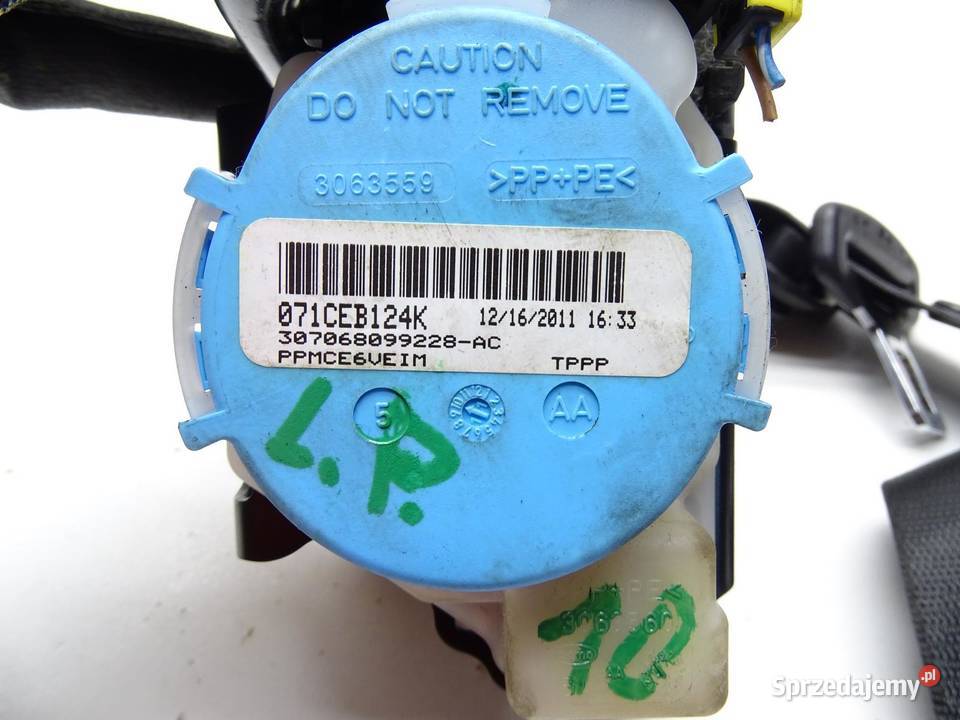 CAUTION
DO NOT REMOVE
3063559 >PP+PE<
071CEB124K 12/16/2011 16:33
307068099228-AC
PPMCE6VEIM TPPP
5 AA
L.P.
10
Sprzedajemy.pl